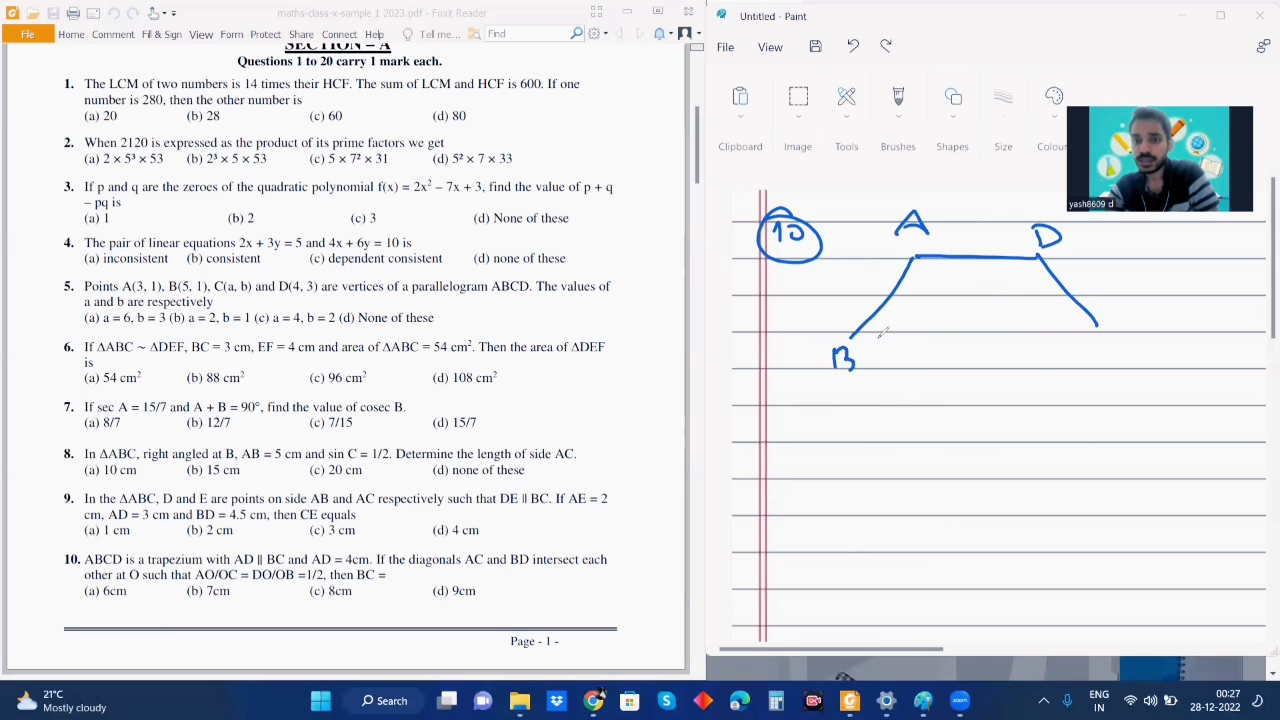 maths-class-x-sample 1 2023.pdf - Foxit Reader
File Home Comment Fill & Sign View Form Protect Share Connect Help Tell me... Find
SECTION – A
Questions 1 to 20 carry 1 mark each.
1. The LCM of two numbers is 14 times their HCF. The sum of LCM and HCF is 600. If one
number is 280, then the other number is
(a) 20 (b) 28 (c) 60 (d) 80
2. When 2120 is expressed as the product of its prime factors we get
(a) 2 × 5³ × 53 (b) 2³ × 5 × 53 (c) 5 × 7² × 31 (d) 5² × 7 × 33
3. If p and q are the zeroes of the quadratic polynomial f(x) = 2x² – 7x + 3, find the value of p + q
– pq is
(a) 1 (b) 2 (c) 3 (d) None of these
4. The pair of linear equations 2x + 3y = 5 and 4x + 6y = 10 is
(a) inconsistent (b) consistent (c) dependent consistent (d) none of these
5. Points A(3, 1), B(5, 1), C(a, b) and D(4, 3) are vertices of a parallelogram ABCD. The values of
a and b are respectively
(a) a = 6, b = 3 (b) a = 2, b = 1 (c) a = 4, b = 2 (d) None of these
6. If ΔABC ~ ΔDEF, BC = 3 cm, EF = 4 cm and area of ΔABC = 54 cm². Then the area of ΔDEF
is
(a) 54 cm² (b) 88 cm² (c) 96 cm² (d) 108 cm²
7. If sec A = 15/7 and A + B = 90°, find the value of cosec B.
(a) 8/7 (b) 12/7 (c) 7/15 (d) 15/7
8. In ΔABC, right angled at B, AB = 5 cm and sin C = 1/2. Determine the length of side AC.
(a) 10 cm (b) 15 cm (c) 20 cm (d) none of these
9. In the ΔABC, D and E are points on side AB and AC respectively such that DE || BC. If AE = 2
cm, AD = 3 cm and BD = 4.5 cm, then CE equals
(a) 1 cm (b) 2 cm (c) 3 cm (d) 4 cm
10. ABCD is a trapezium with AD || BC and AD = 4cm. If the diagonals AC and BD intersect each
other at O such that AO/OC = DO/OB =1/2, then BC =
(a) 6cm (b) 7cm (c) 8cm (d) 9cm
Page - 1 -
Untitled - Paint
File View
Clipboard Image Tools Brushes Shapes Size Colou
yash8609 d
10 A D
B
21°C
Mostly cloudy
Search
ENG
IN
00:27
28-12-2022